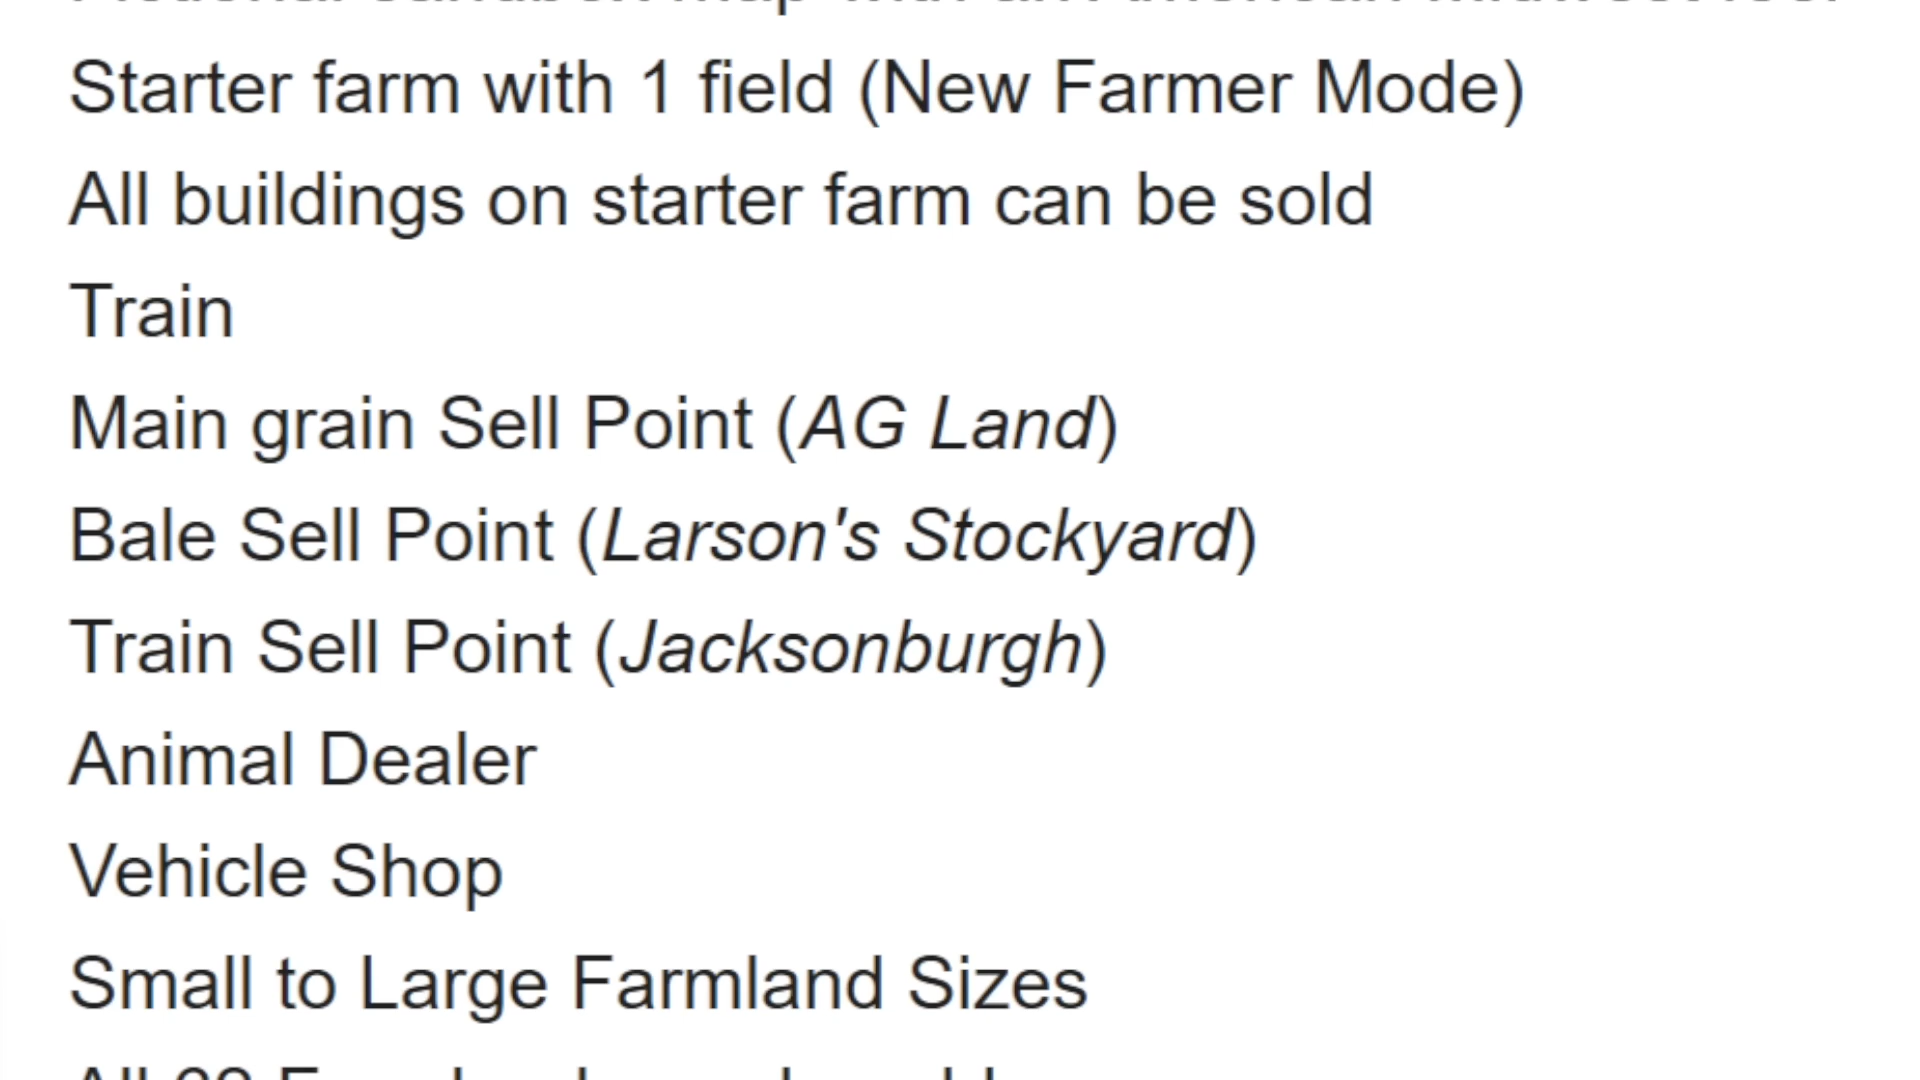 Starter farm with 1 field (New Farmer Mode)
All buildings on starter farm can be sold
Train
Main grain Sell Point (AG Land)
Bale Sell Point (Larson's Stockyard)
Train Sell Point (Jacksonburgh)
Animal Dealer
Vehicle Shop
Small to Large Farmland Sizes